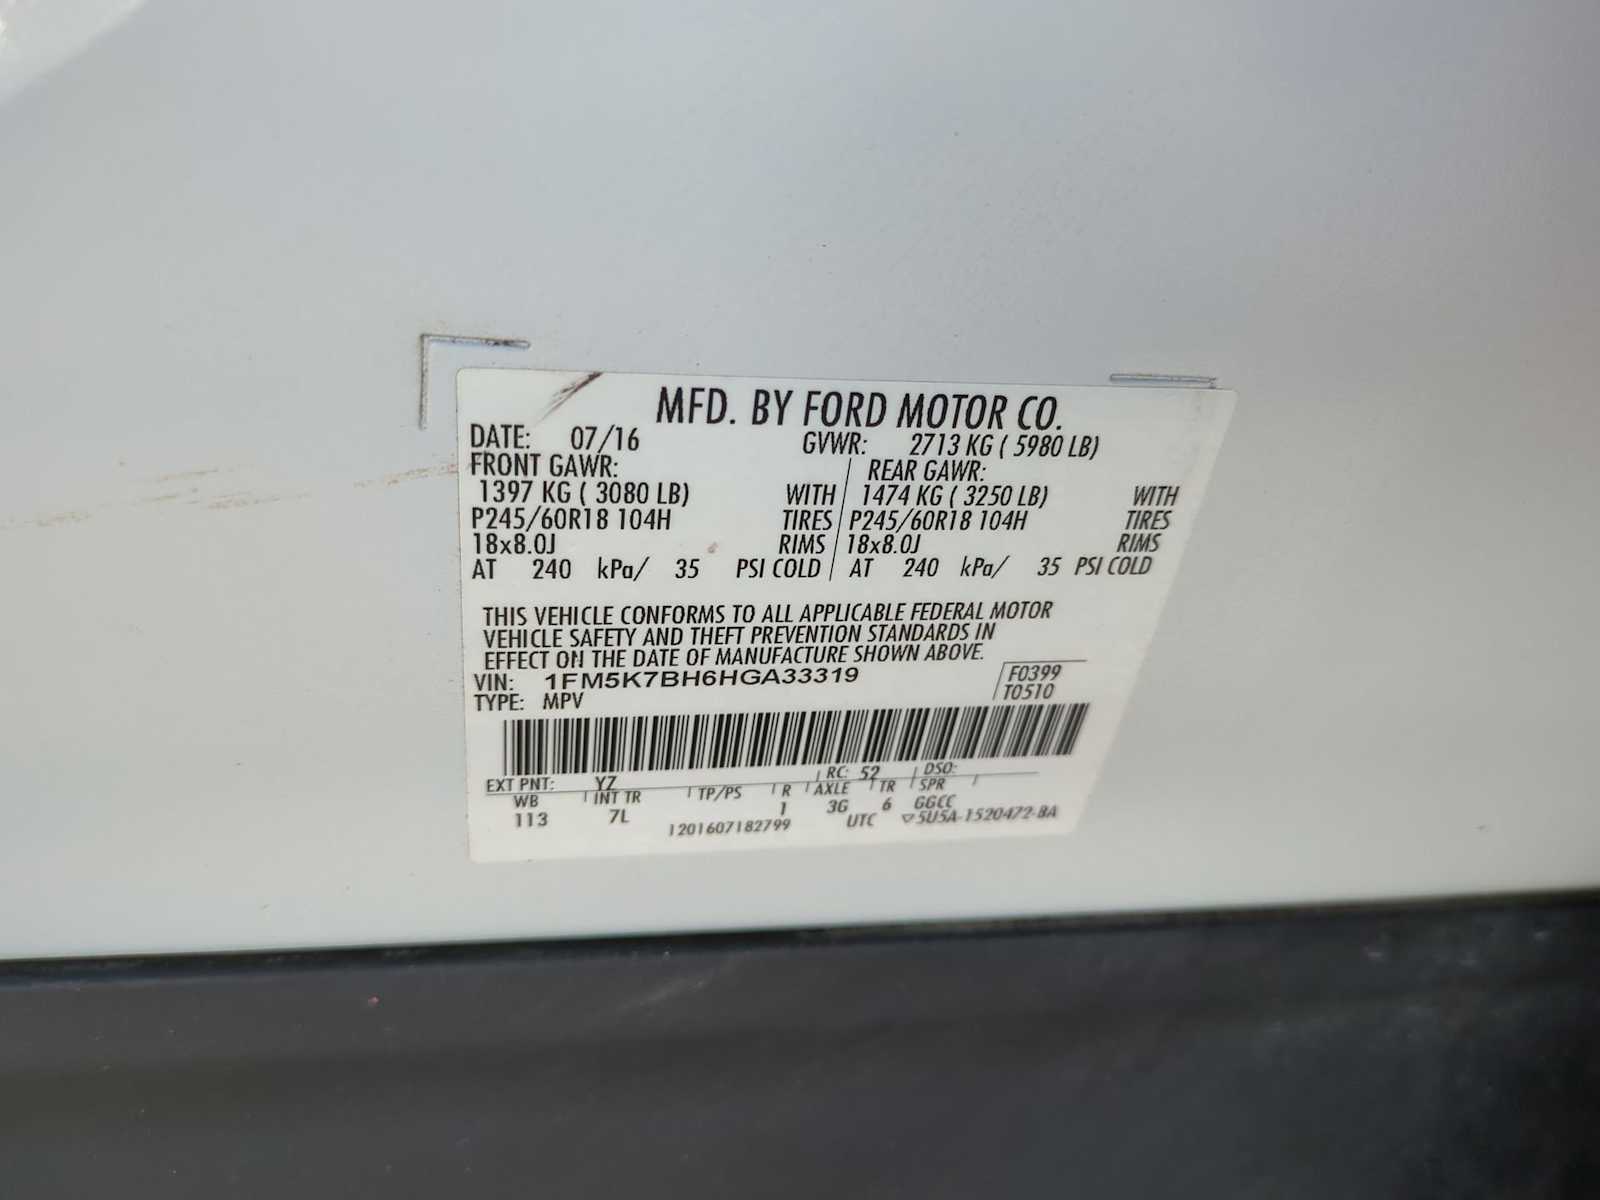 MFD. BY FORD MOTOR CO.
DATE: 07/16 GVWR: 2713 KG ( 5980 LB)
FRONT GAWR: REAR GAWR:
1397 KG ( 3080 LB) WITH 1474 KG ( 3250 LB) WITH
P245/60R18 104H TIRES P245/60R18 104H TIRES
18x8.0J RIMS 18x8.0J RIMS
AT 240 kPa/ 35 PSI COLD AT 240 kPa/ 35 PSI COLD
THIS VEHICLE CONFORMS TO ALL APPLICABLE FEDERAL MOTOR
VEHICLE SAFETY AND THEFT PREVENTION STANDARDS IN
EFFECT ON THE DATE OF MANUFACTURE SHOWN ABOVE.
VIN: 1FM5K7BH6HGA33319 F0399
TYPE: MPV T0510
EXT PNT: YZ RC: 52 DSO:
WB INT TR TP/PS R AXLE TR SPR
113 7L 1 3G 6 GGCC
1201607182799 UTC ▽5U5A-1520472-BA